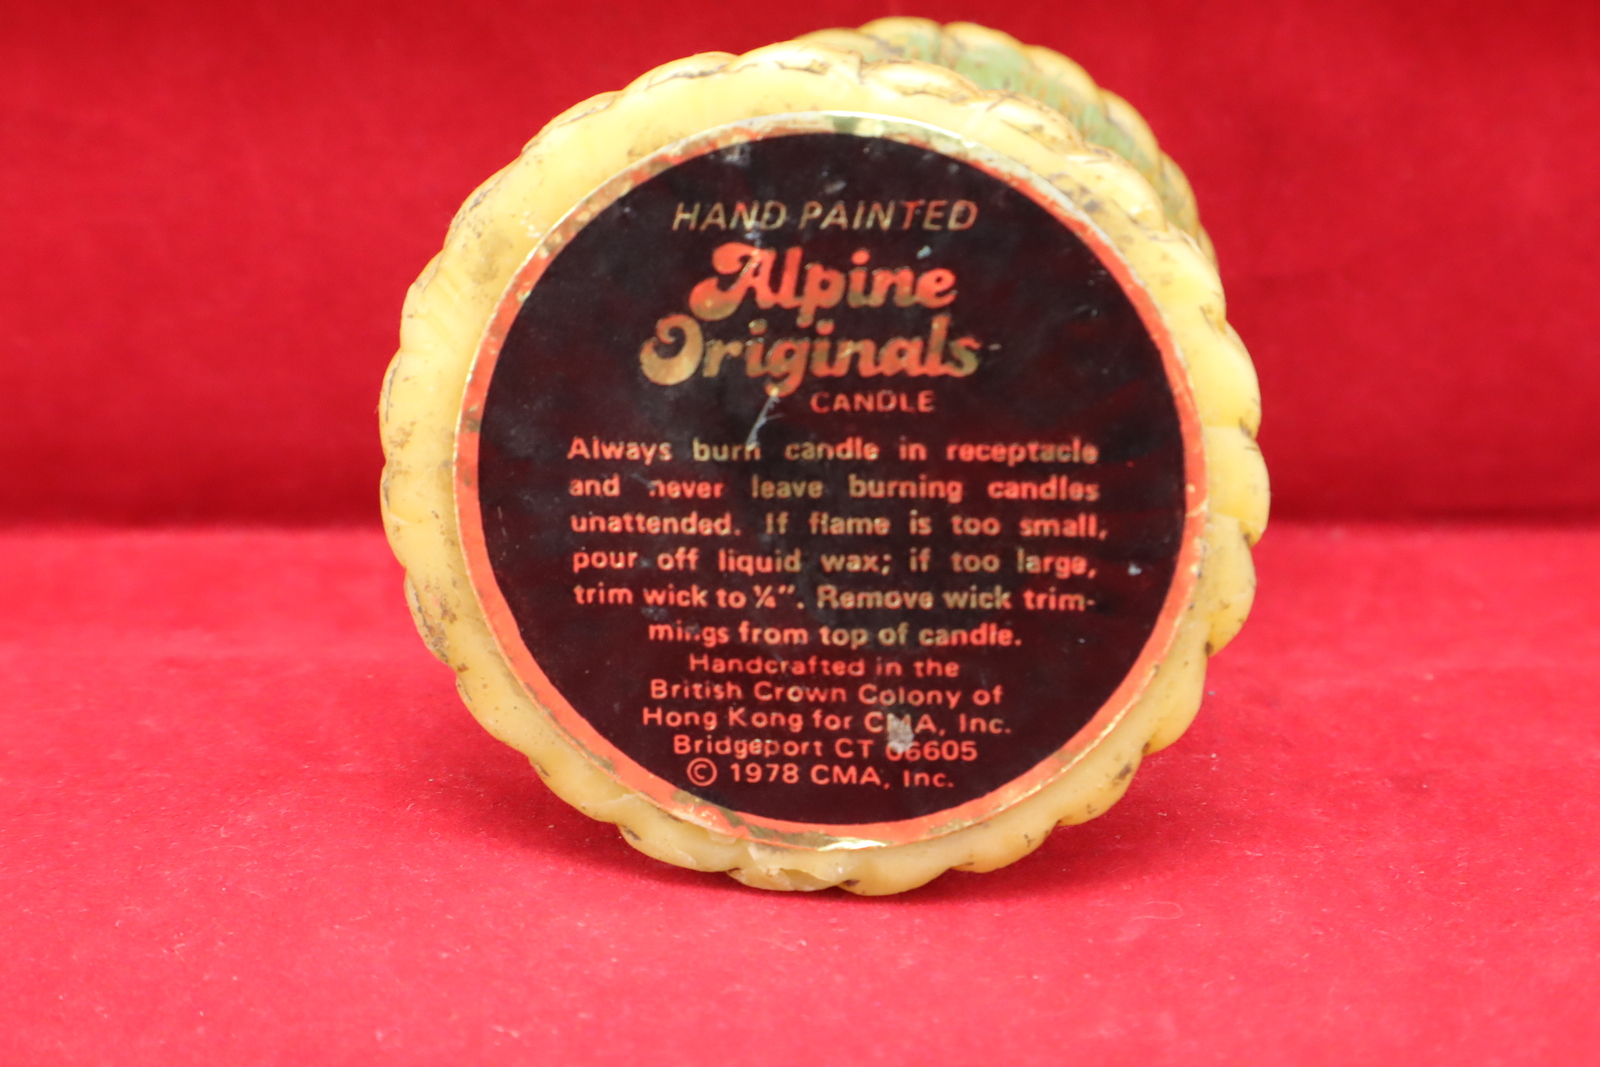 HAND PAINTED
Alpine
Originals
CANDLE
Always burn candle in receptacle
and never leave burning candles
unattended. If flame is too small,
pour off liquid wax; if too large,
trim wick to ¼". Remove wick trim-
mings from top of candle.
Handcrafted in the
British Crown Colony of
Hong Kong for CMA, Inc.
Bridgeport CT 06605
© 1978 CMA, Inc.